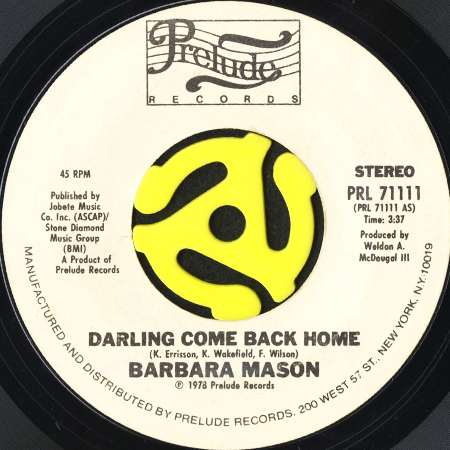 Prelude
RECORDS
45 RPM
Published by
Jobete Music
Co. Inc. (ASCAP)/
Stone Diamond
Music Group
(BMI)
A Product of
Prelude Records
STEREO
PRL 71111
(PRL 71111 AS)
Time: 3:37
Produced by
Weldon A.
McDougal III
DARLING COME BACK HOME
(K. Errisson, K. Wakefield, F. Wilson)
BARBARA MASON
℗ 1978 Prelude Records
MANUFACTURED AND DISTRIBUTED BY PRELUDE RECORDS, 200 WEST 57 ST., NEW YORK, N.Y. 10019